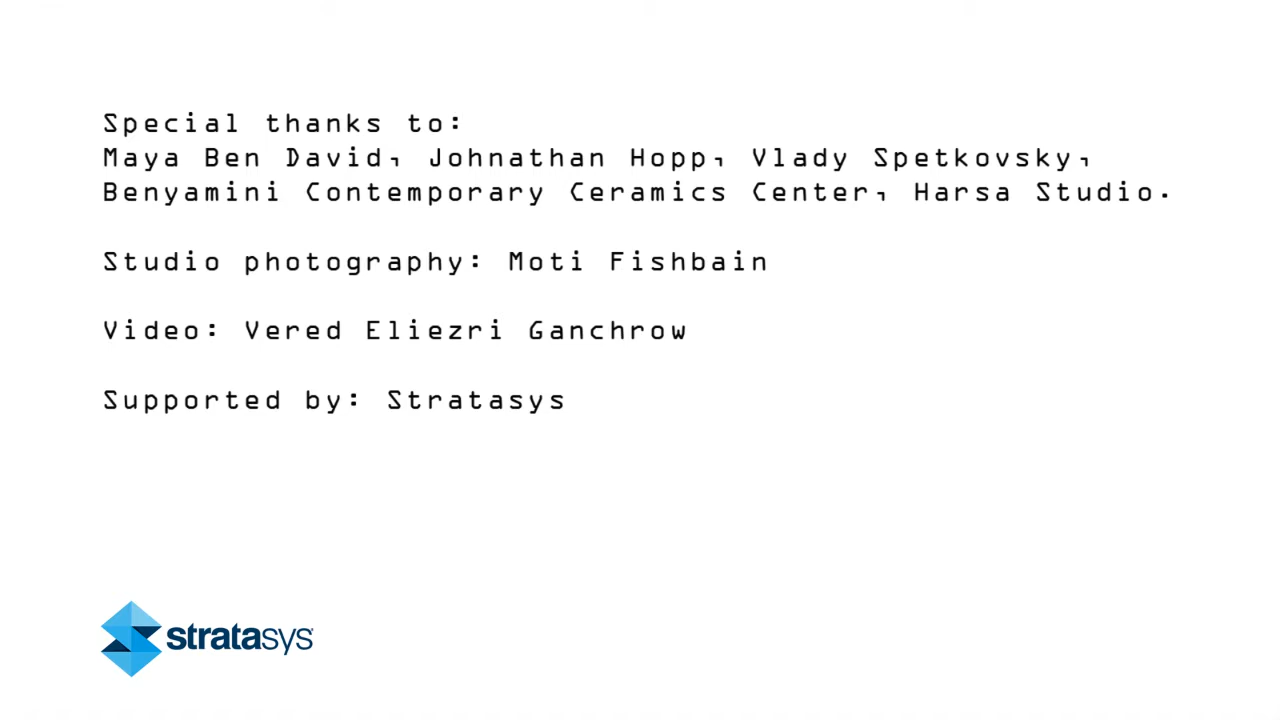 Special thanks to:
Maya Ben David, Johnathan Hopp, Vlady Spetkovsky,
Benyamini Contemporary Ceramics Center, Harsa Studio.
Studio photography: Moti Fishbain
Video: Vered Eliezri Ganchrow
Supported by: Stratasys
stratasys